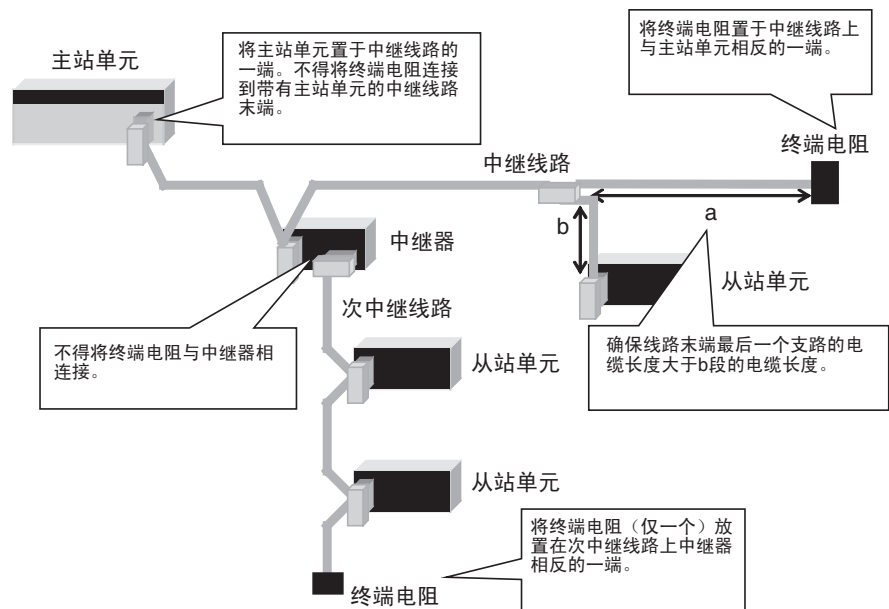 主站单元
将主站单元置于中继线路的
一端。不得将终端电阻连接
到带有主站单元的中继线路
末端。
将终端电阻置于中继线路上
与主站单元相反的一端。
终端电阻
中继线路
a
b
中继器
从站单元
次中继线路
不得将终端电阻与中继器相
连接。
确保线路末端最后一个支路的电
缆长度大于b段的电缆长度。
从站单元
从站单元
将终端电阻（仅一个）放
置在次中继线路上中继器
相反的一端。
终端电阻